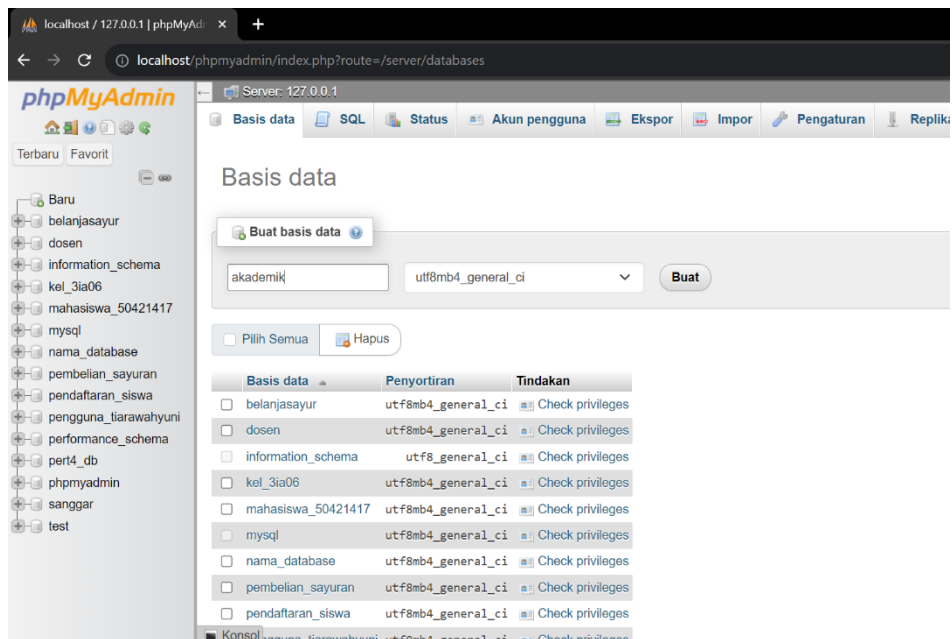 localhost / 127.0.0.1 | phpMyAd
localhost/phpmyadmin/index.php?route=/server/databases
phpMyAdmin
Terbaru Favorit
Baru
belanjasayur
dosen
information_schema
kel_3ia06
mahasiswa_50421417
mysql
nama_database
pembelian_sayuran
pendaftaran_siswa
pengguna_tiarawahyuni
performance_schema
pert4_db
phpmyadmin
sanggar
test
Server: 127.0.0.1
Basis data SQL Status Akun pengguna Ekspor Impor Pengaturan Replika
Basis data
Buat basis data
akademik utf8mb4_general_ci Buat
Pilih Semua Hapus
Basis data Penyortiran Tindakan
belanjasayur utf8mb4_general_ci Check privileges
dosen utf8mb4_general_ci Check privileges
information_schema utf8_general_ci Check privileges
kel_3ia06 utf8mb4_general_ci Check privileges
mahasiswa_50421417 utf8mb4_general_ci Check privileges
mysql utf8mb4_general_ci Check privileges
nama_database utf8mb4_general_ci Check privileges
pembelian_sayuran utf8mb4_general_ci Check privileges
pendaftaran_siswa utf8mb4_general_ci Check privileges
Konsol utf8mb4_general_ci Check privileges